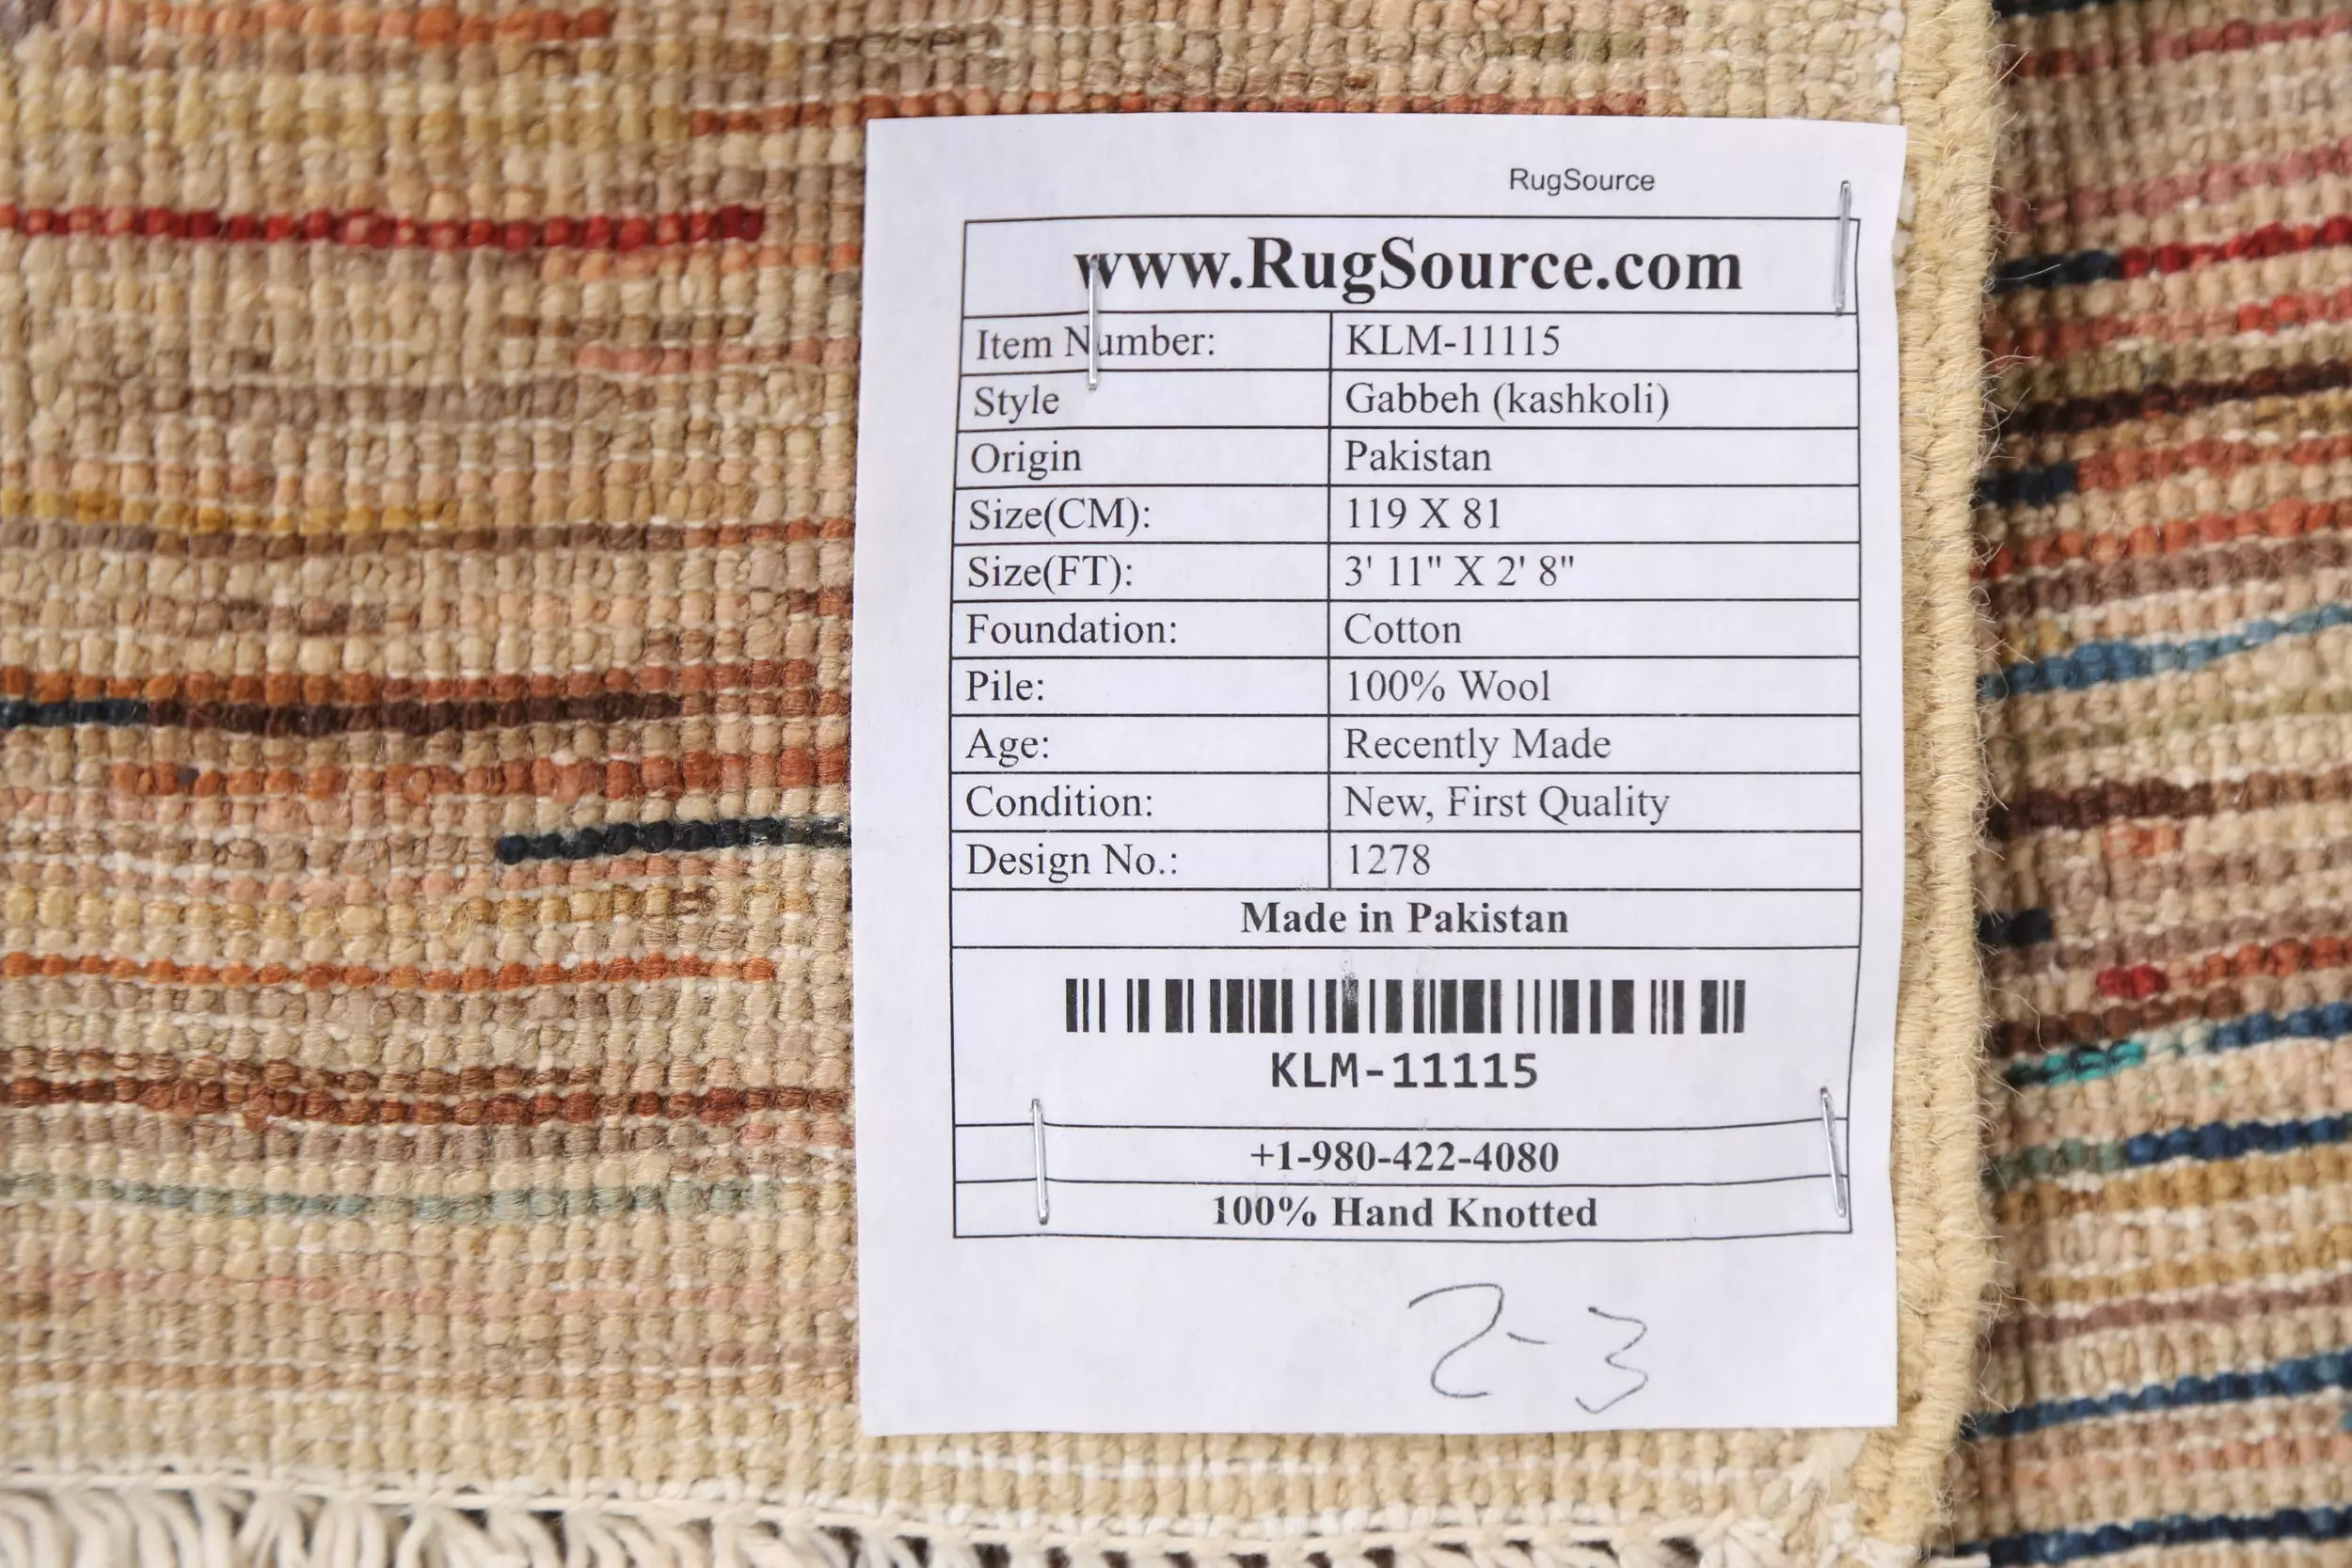 RugSource
www.RugSource.com
Item Number: KLM-11115
Style Gabbeh (kashkoli)
Origin Pakistan
Size(CM): 119 X 81
Size(FT): 3' 11" X 2' 8"
Foundation: Cotton
Pile: 100% Wool
Age: Recently Made
Condition: New, First Quality
Design No.: 1278
Made in Pakistan
KLM-11115
+1-980-422-4080
100% Hand Knotted
2-3